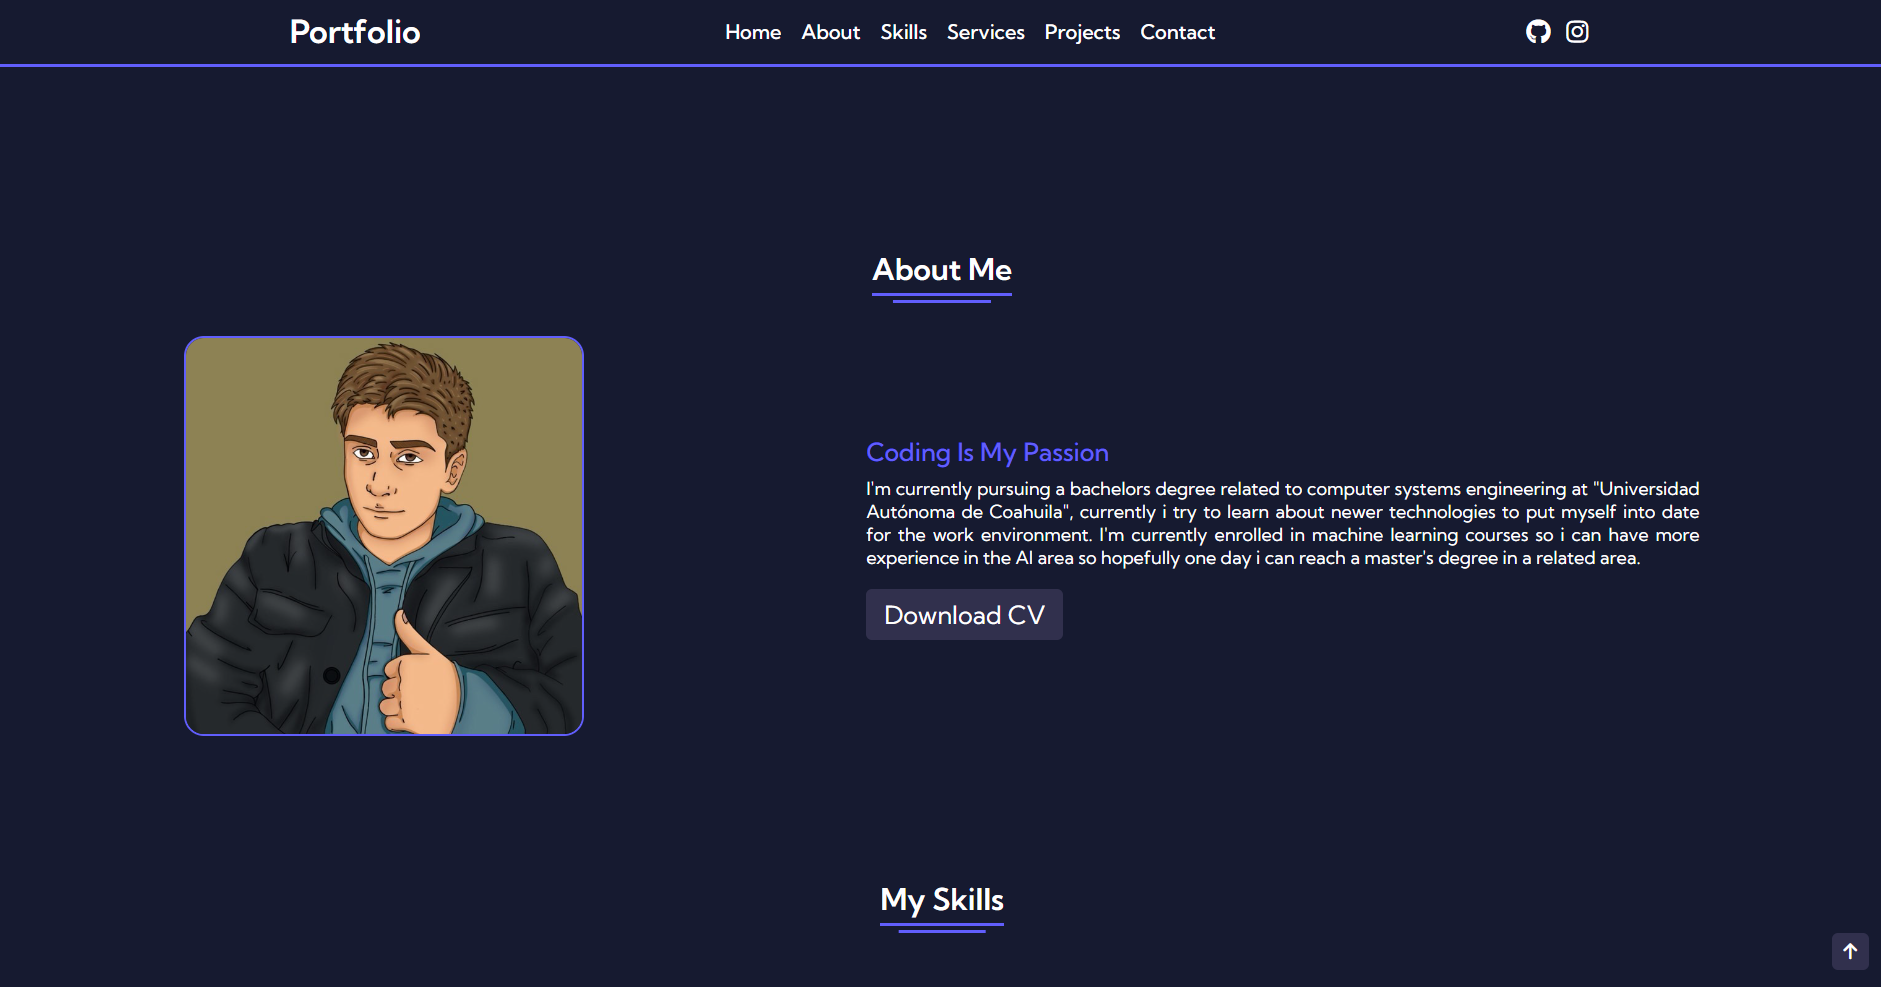 Portfolio
Home About Skills Services Projects Contact
About Me
Coding Is My Passion
I'm currently pursuing a bachelors degree related to computer systems engineering at "Universidad
Autónoma de Coahuila", currently i try to learn about newer technologies to put myself into date
for the work environment. I'm currently enrolled in machine learning courses so i can have more
experience in the AI area so hopefully one day i can reach a master's degree in a related area.
Download CV
My Skills